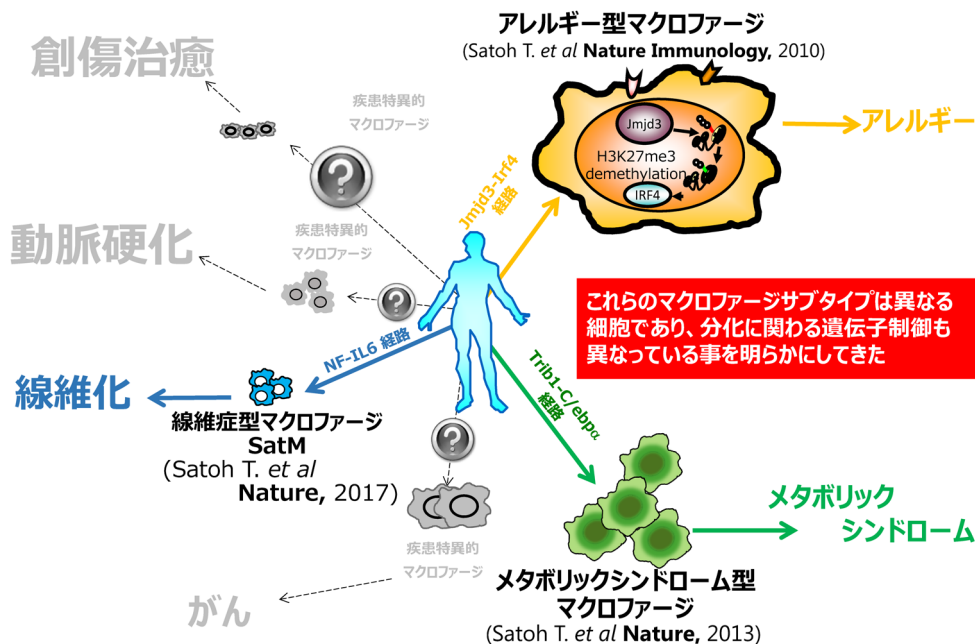 アレルギー型マクロファージ
(Satoh T. et al Nature Immunology, 2010)
Jmjd3
H3K27me3
demethylation
IRF4
アレルギー
Jmjd3-Irf4
経路
創傷治癒
疾患特異的
マクロファージ
?
動脈硬化
疾患特異的
マクロファージ
?
これらのマクロファージサブタイプは異なる
細胞であり、分化に関わる遺伝子制御も
異なっている事を明らかにしてきた
NF-IL6 経路
線維化
線維症型マクロファージ
SatM
(Satoh T. et al
Nature, 2017)
Trib1-C/ebpα
経路
?
疾患特異的
マクロファージ
がん
メタボリック
シンドローム
メタボリックシンドローム型
マクロファージ
(Satoh T. et al Nature, 2013)